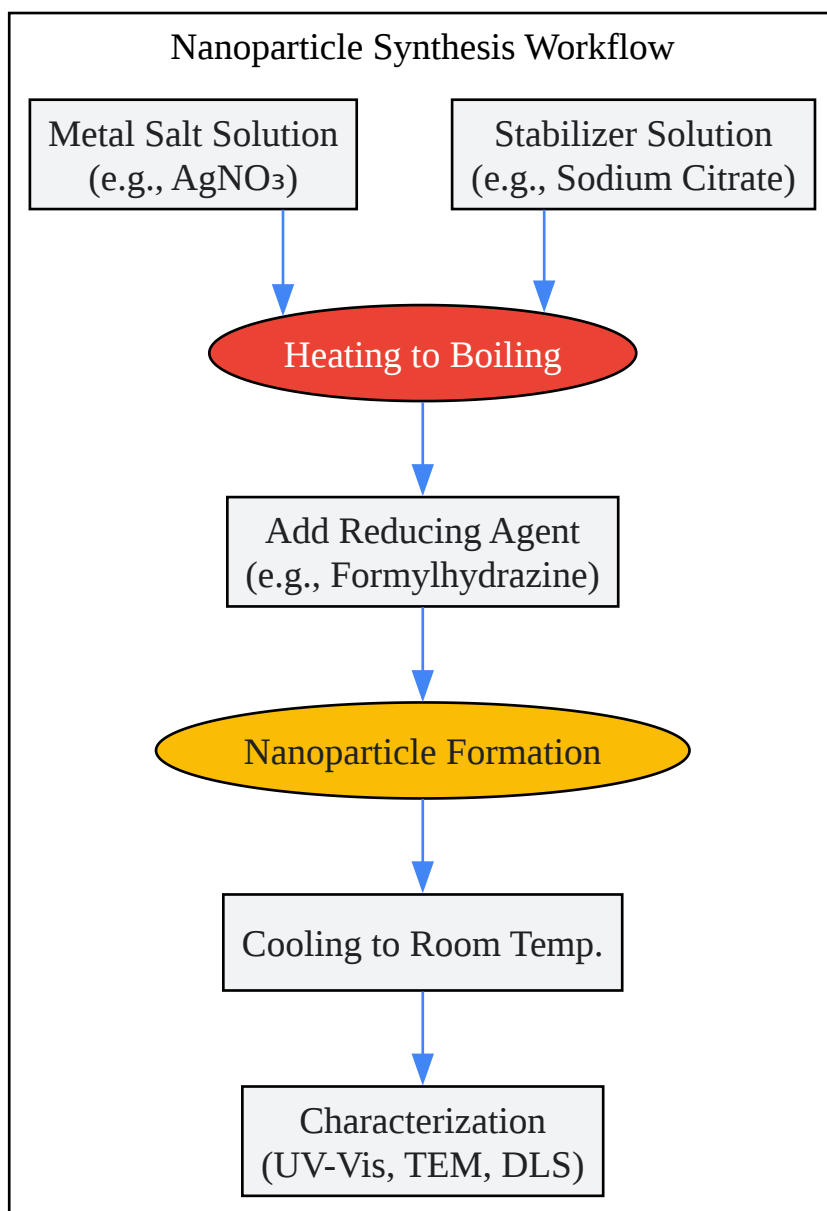 Nanoparticle Synthesis Workflow
Metal Salt Solution
(e.g., AgNO₃)
Stabilizer Solution
(e.g., Sodium Citrate)
Heating to Boiling
Add Reducing Agent
(e.g., Formylhydrazine)
Nanoparticle Formation
Cooling to Room Temp.
Characterization
(UV-Vis, TEM, DLS)